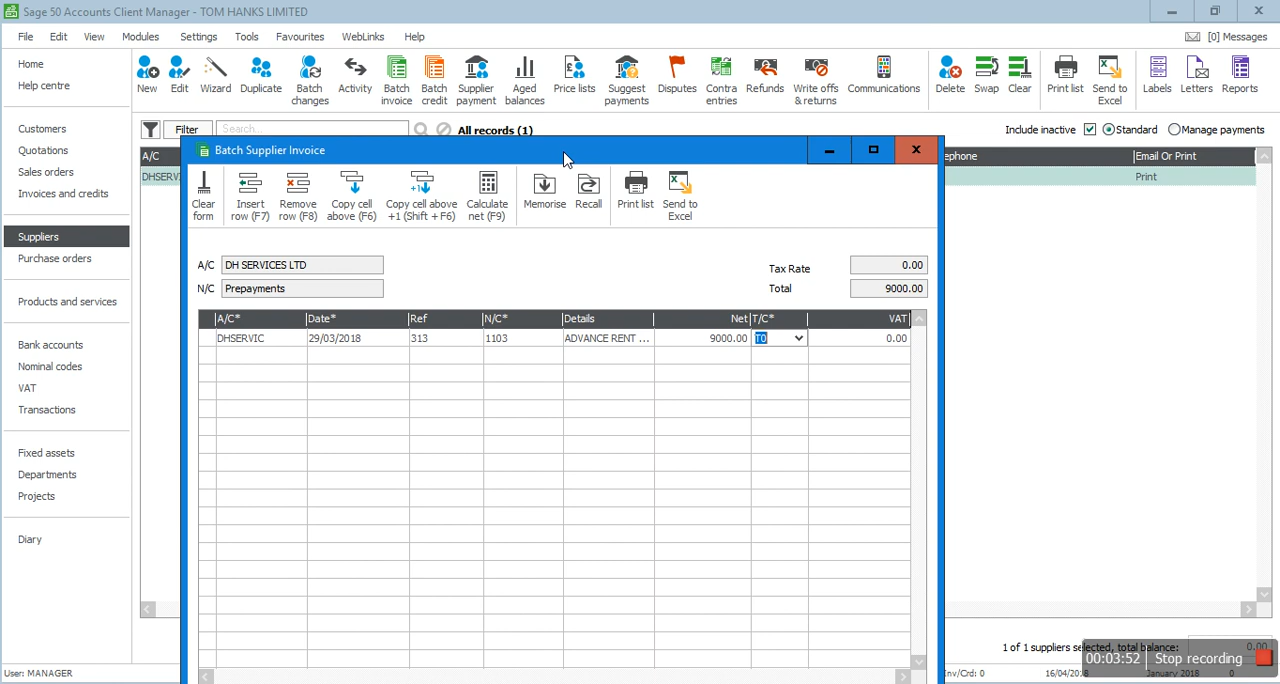 Sage 50 Accounts Client Manager - TOM HANKS LIMITED
File Edit View Modules Settings Tools Favourites WebLinks Help [0] Messages
Home
Help centre
Customers
Quotations
Sales orders
Invoices and credits
Suppliers
Purchase orders
Products and services
Bank accounts
Nominal codes
VAT
Transactions
Fixed assets
Departments
Projects
Diary
New Edit Wizard Duplicate Batch changes Activity Batch invoice Batch credit Supplier payment Aged balances Price lists Suggest payments Disputes Contra entries Refunds Write offs & returns Communications Delete Swap Clear Print list Send to Excel Labels Letters Reports
Filter Search... All records (1) Include inactive Standard Manage payments
A/C ephone Email Or Print
DHSERV Print
Batch Supplier Invoice
Clear form Insert row (F7) Remove row (F8) Copy cell above (F6) Copy cell above +1 (Shift + F6) Calculate net (F9) Memorise Recall Print list Send to Excel
A/C DH SERVICES LTD Tax Rate 0.00
N/C Prepayments Total 9000.00
A/C* Date* Ref N/C* Details Net T/C* VAT
DHSERVIC 29/03/2018 313 1103 ADVANCE RENT ... 9000.00 T0 0.00
1 of 1 suppliers selected, total balance: 0.00
00:03:52 Stop recording
User: MANAGER nv/Crd: 0 16/04/20 January 2018 0